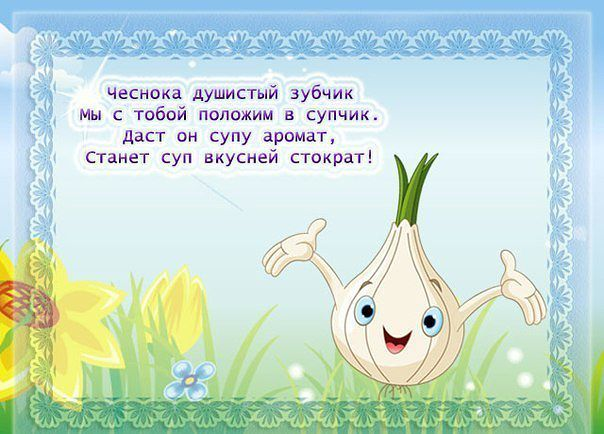 Чеснока душистый зубчик
Мы с тобой положим в супчик.
Даст он супу аромат,
Станет суп вкусней стократ!